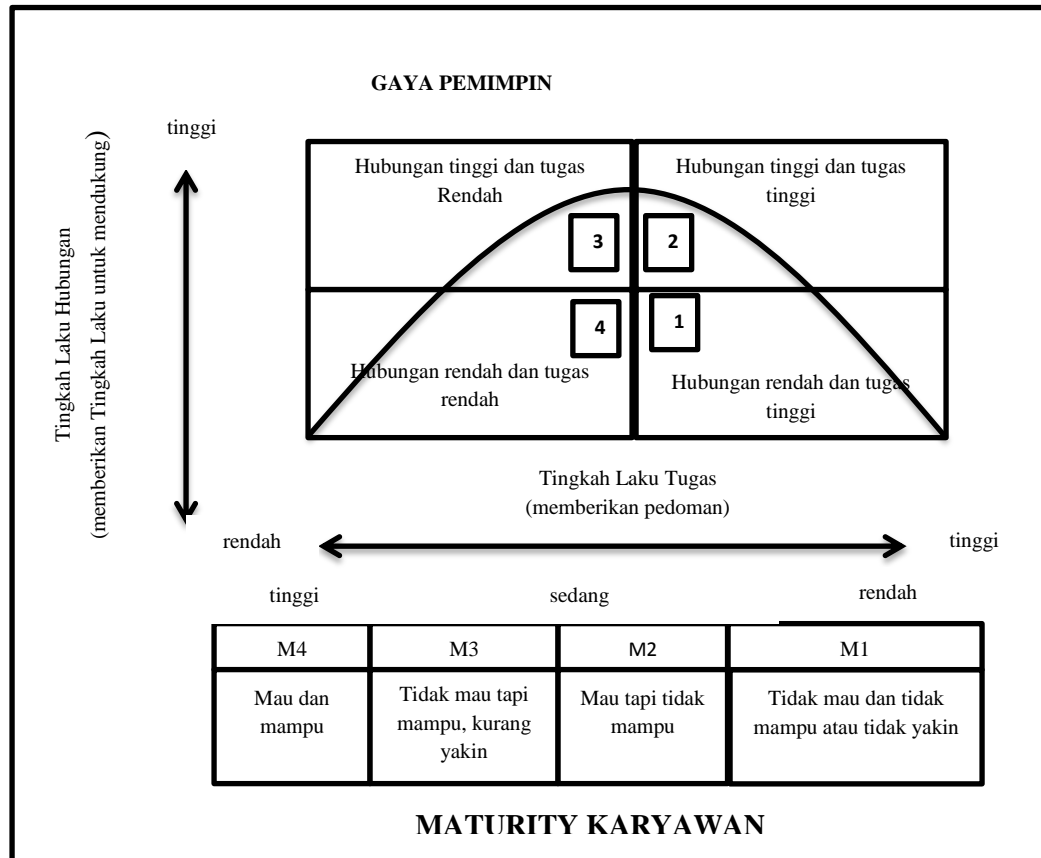 GAYA PEMIMPIN
tinggi
Tingkah Laku Hubungan
(memberikan Tingkah Laku untuk mendukung)
Hubungan tinggi dan tugas
Rendah
Hubungan tinggi dan tugas
tinggi
3
2
4
1
Hubungan rendah dan tugas
rendah
Hubungan rendah dan tugas
tinggi
Tingkah Laku Tugas
(memberikan pedoman)
rendah
tinggi
tinggi
sedang
rendah
M4
M3
M2
M1
Mau dan
mampu
Tidak mau tapi
mampu, kurang
yakin
Mau tapi tidak
mampu
Tidak mau dan tidak
mampu atau tidak yakin
MATURITY KARYAWAN